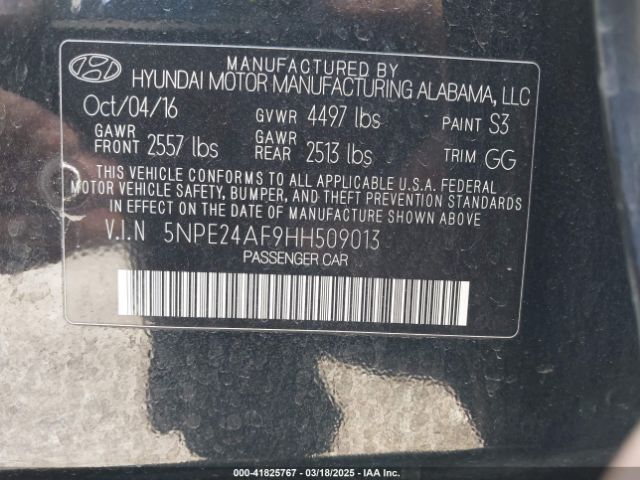 MANUFACTURED BY
HYUNDAI MOTOR MANUFACTURING ALABAMA, LLC
Oct/04/16 GVWR 4497 lbs PAINT S3
GAWR FRONT 2557 lbs GAWR REAR 2513 lbs TRIM GG
THIS VEHICLE CONFORMS TO ALL APPLICABLE U.S.A. FEDERAL
MOTOR VEHICLE SAFETY, BUMPER, AND THEFT PREVENTION STANDARDS
IN EFFECT ON THE DATE OF MANUFACTURE SHOWN ABOVE.
V.I.N 5NPE24AF9HH509013
PASSENGER CAR
000-41825767 - 03/18/2025 - IAA Inc.